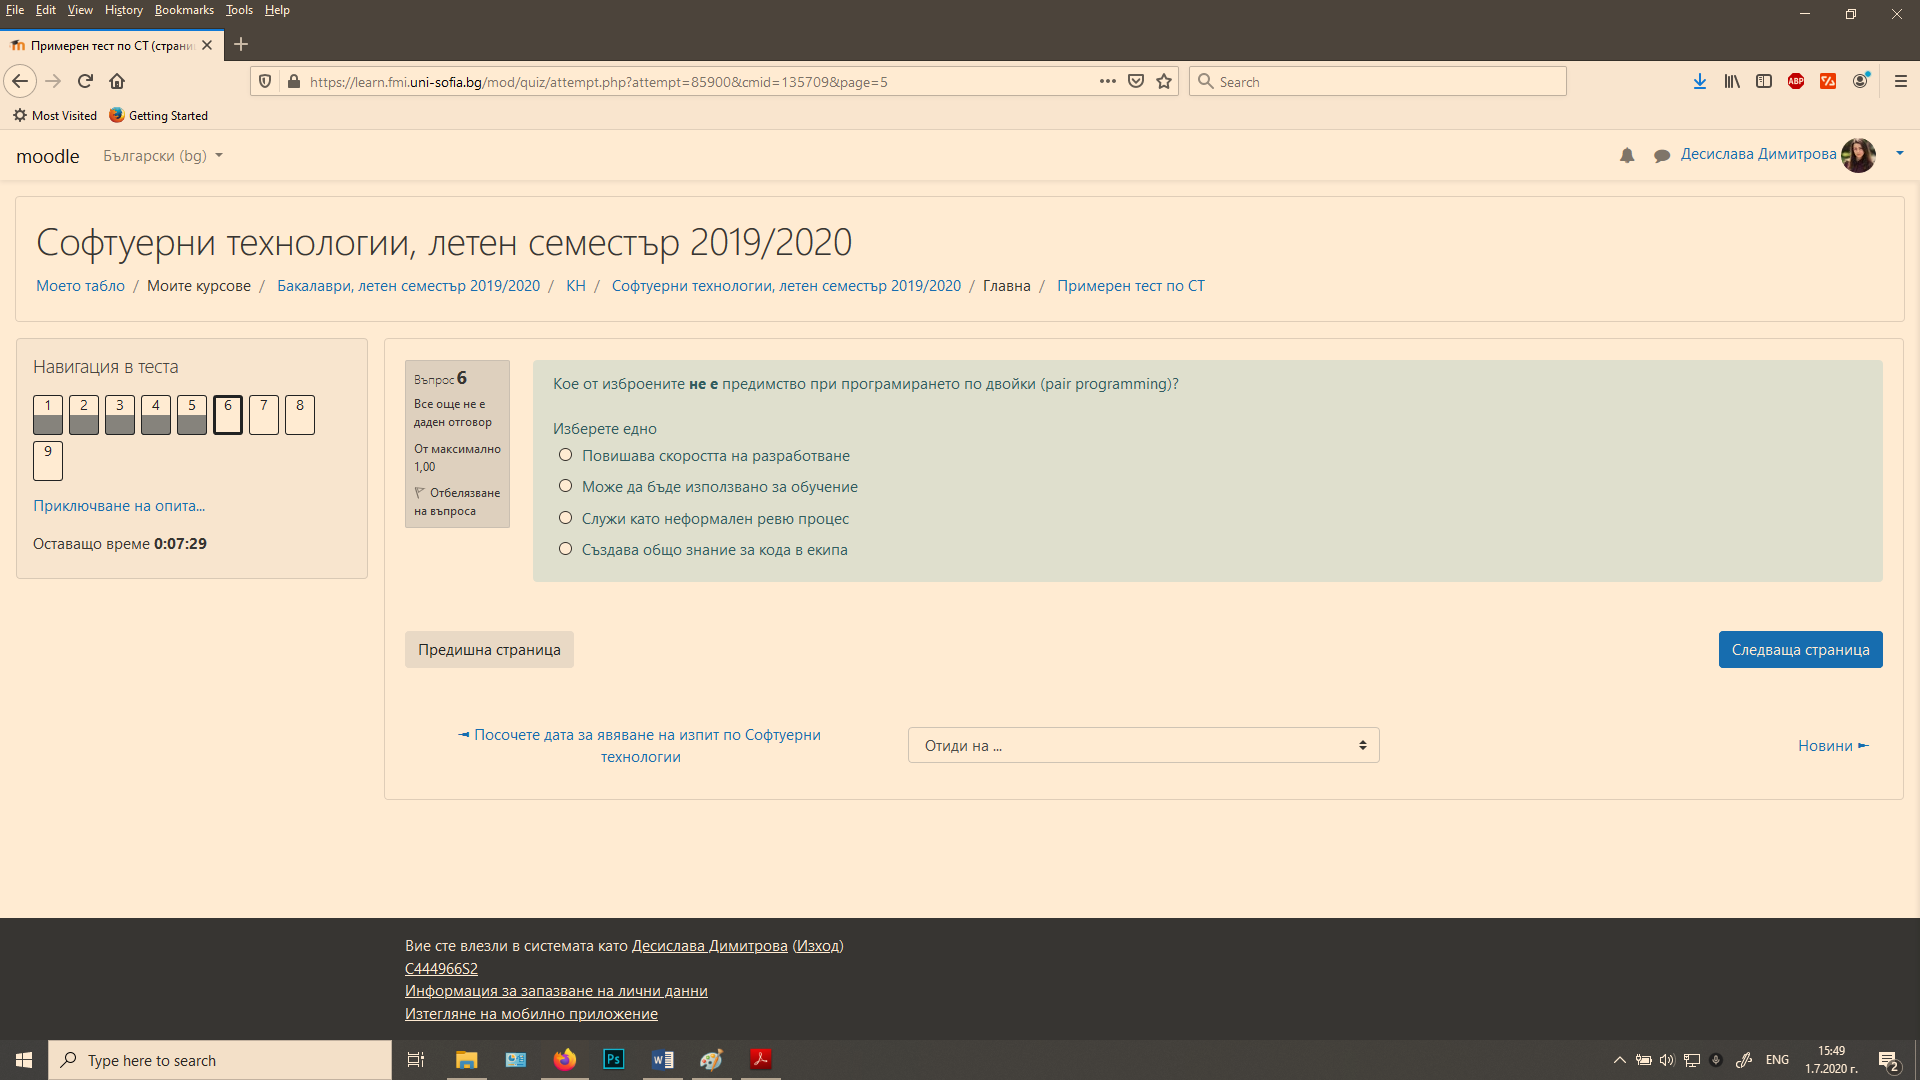 File Edit View History Bookmarks Tools Help
Примерен тест по СТ (страни
https://learn.fmi.uni-sofia.bg/mod/quiz/attempt.php?attempt=85900&cmid=135709&page=5
Search
ABP
Most Visited Getting Started
moodle Български (bg)
Десислава Димитрова
Софтуерни технологии, летен семестър 2019/2020
Моето табло / Моите курсове / Бакалаври, летен семестър 2019/2020 / КН / Софтуерни технологии, летен семестър 2019/2020 / Главна / Примерен тест по СТ
Навигация в теста
1 2 3 4 5 6 7 8
9
Приключване на опита...
Оставащо време 0:07:29
Въпрос 6
Все още не е
даден отговор
От максимално
1,00
Отбелязване
на въпроса
Кое от изброените не е предимство при програмирането по двойки (pair programming)?
Изберете едно
Повишава скоростта на разработване
Може да бъде използвано за обучение
Служи като неформален ревю процес
Създава общо знание за кода в екипа
Предишна страница
Следваща страница
◄ Посочете дата за явяване на изпит по Софтуерни
технологии
Отиди на ...
Новини ►
Вие сте влезли в системата като Десислава Димитрова (Изход)
C444966S2
Информация за запазване на лични данни
Изтегляне на мобилно приложение
Type here to search
Ps
W
ENG
15:49
1.7.2020 г.
2